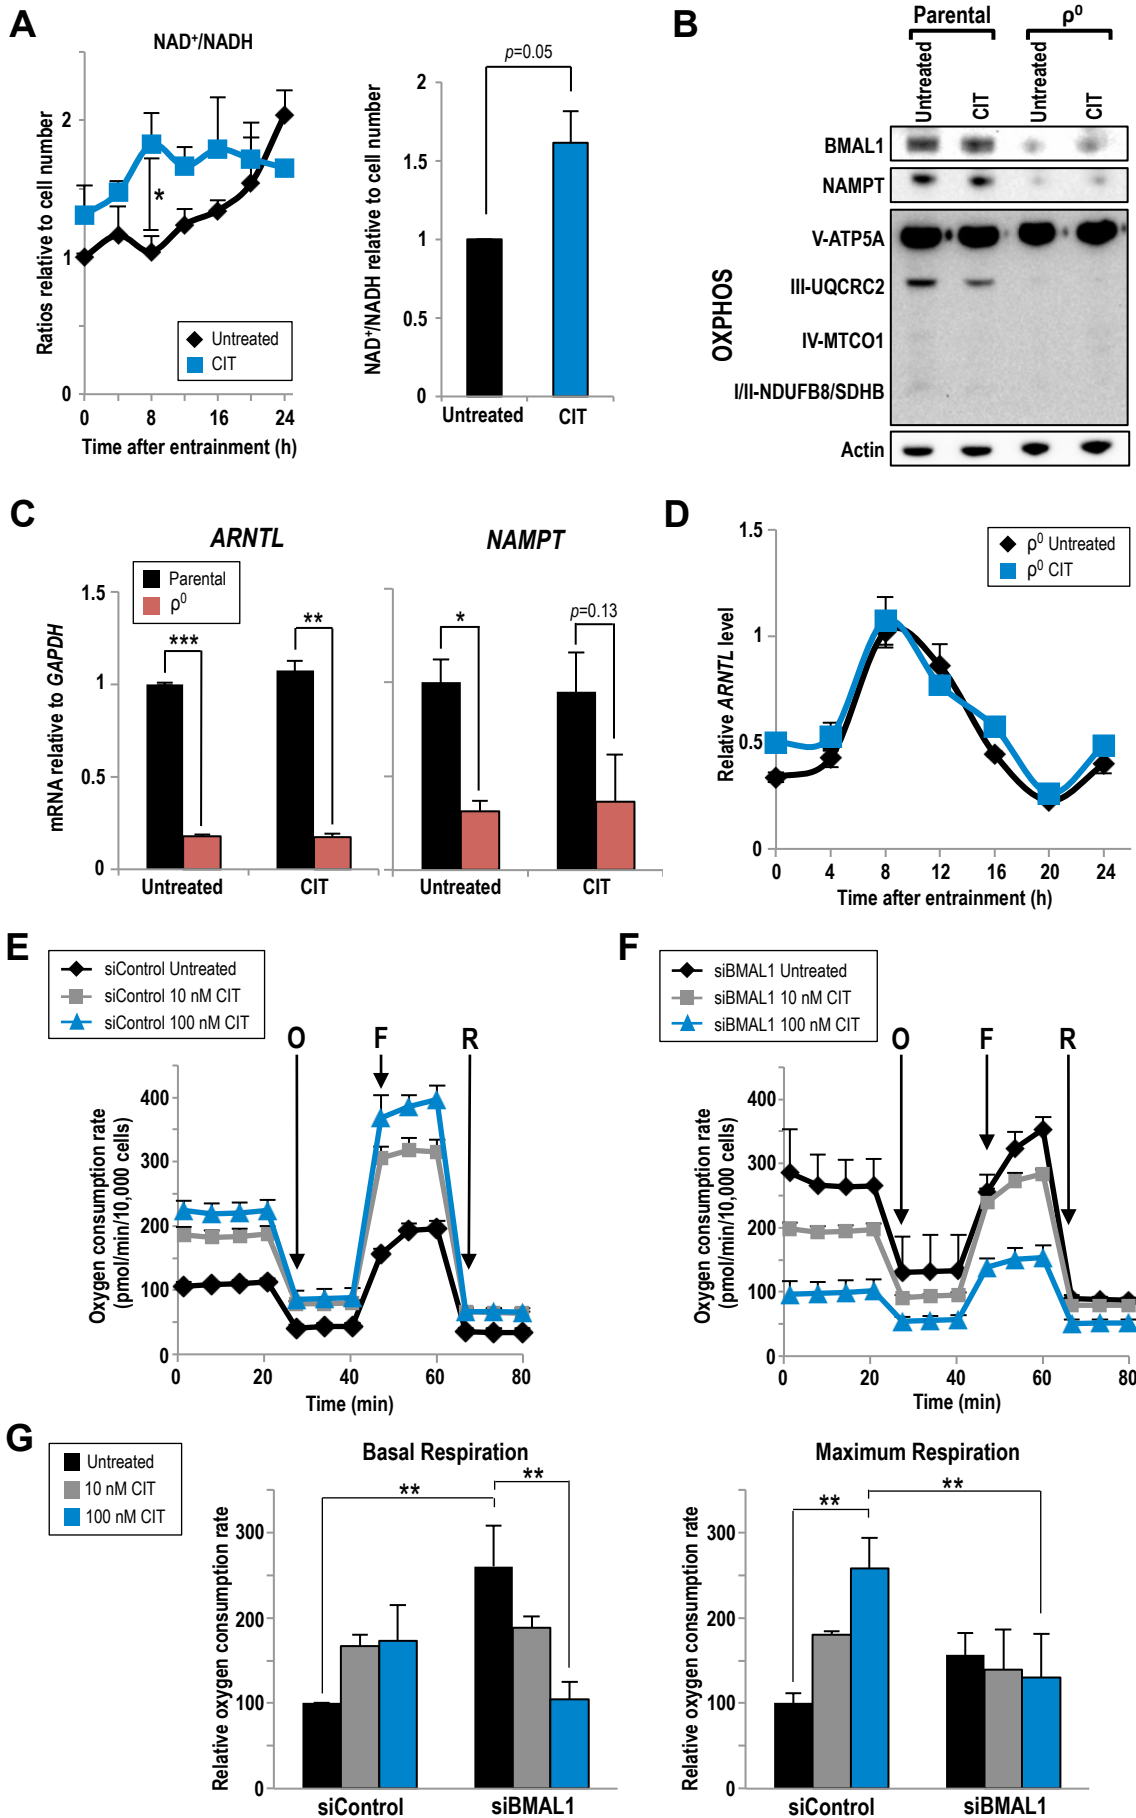 A
NAD⁺/NADH
Ratios relative to cell number
2
1
0
Untreated
CIT
0 4 8 12 16 20 24
Time after entrainment (h)
*
NAD⁺/NADH relative to cell number
p=0.05
2
1.5
1
0.5
0
Untreated CIT
B
Parental ρ⁰
Untreated CIT Untreated CIT
BMAL1
NAMPT
OXPHOS
V-ATP5A
III-UQCRC2
IV-MTCO1
I/II-NDUFB8/SDHB
Actin
C
ARNTL NAMPT
Parental
ρ⁰
mRNA relative to GAPDH
1.5
1
0.5
0
*** ** * p=0.13
Untreated CIT Untreated CIT
D
ρ⁰ Untreated
ρ⁰ CIT
Relative ARNTL level
1.5
1
0.5
0
0 4 8 12 16 20 24
Time after entrainment (h)
E
siControl Untreated
siControl 10 nM CIT
siControl 100 nM CIT
O F R
Oxygen consumption rate
(pmol/min/10,000 cells)
400
300
200
100
0
0 20 40 60 80
Time (min)
F
siBMAL1 Untreated
siBMAL1 10 nM CIT
siBMAL1 100 nM CIT
O F R
Oxygen consumption rate
(pmol/min/10,000 cells)
400
300
200
100
0
0 20 40 60 80
Time (min)
G
Untreated
10 nM CIT
100 nM CIT
Basal Respiration
Relative oxygen consumption rate
300
200
100
0
** **
siControl siBMAL1
Maximum Respiration
Relative oxygen consumption rate
300
200
100
0
** **
siControl siBMAL1